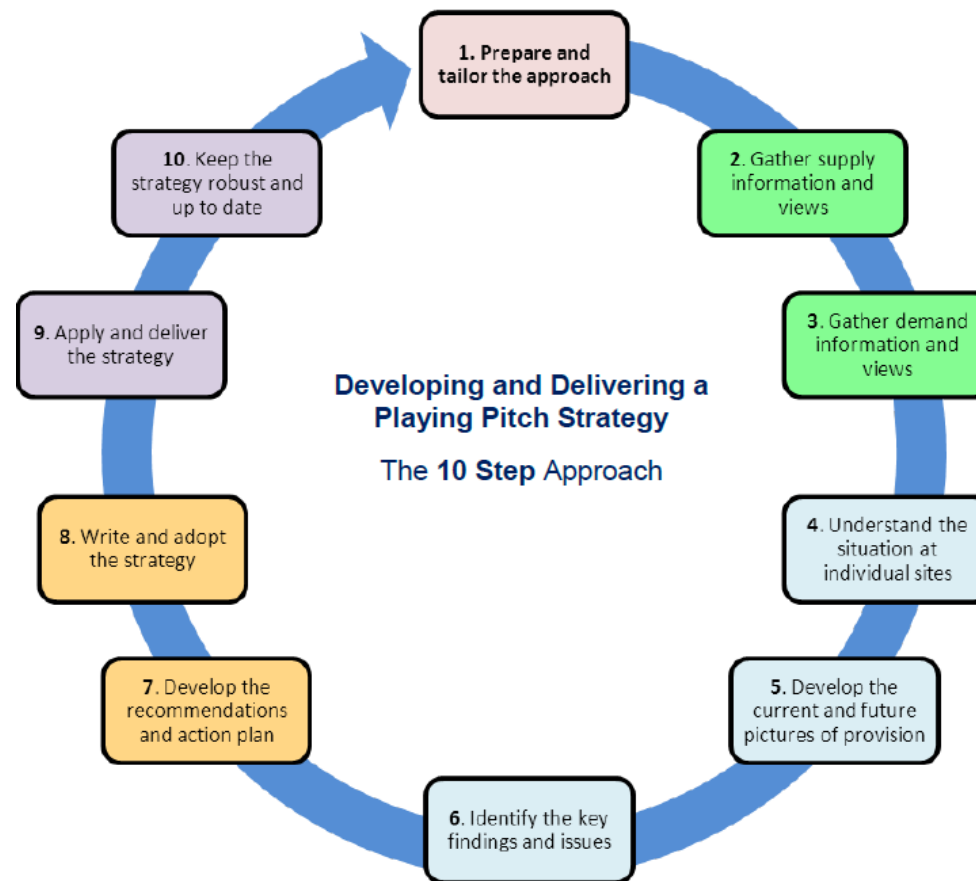 1. Prepare and
tailor the approach
2. Gather supply
information and
views
3. Gather demand
information and
views
4. Understand the
situation at
individual sites
5. Develop the
current and future
pictures of provision
6. Identify the key
findings and issues
7. Develop the
recommendations
and action plan
8. Write and adopt
the strategy
9. Apply and deliver
the strategy
10. Keep the
strategy robust and
up to date
Developing and Delivering a
Playing Pitch Strategy
The 10 Step Approach